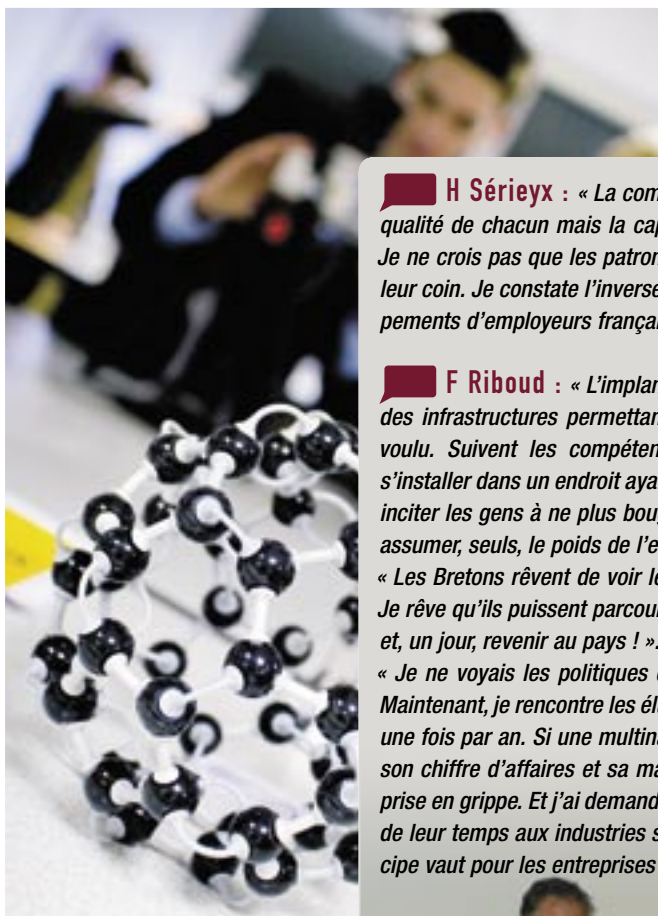 H Sérieyx : « La com
qualité de chacun mais la cap
Je ne crois pas que les patron
leur coin. Je constate l'inverse
pements d'employeurs françai
F Riboud : « L'implan
des infrastructures permettan
voulu. Suivent les compéten
s'installer dans un endroit aya
inciter les gens à ne plus boug
assumer, seuls, le poids de l'e
« Les Bretons rêvent de voir le
Je rêve qu'ils puissent parcou
et, un jour, revenir au pays ! ».
« Je ne voyais les politiques
Maintenant, je rencontre les élu
une fois par an. Si une multina
son chiffre d'affaires et sa ma
prise en grippe. Et j'ai demand
de leur temps aux industries s
cipe vaut pour les entreprises